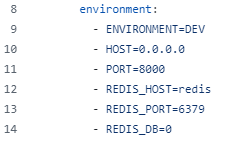 8 environment:
9 - ENVIRONMENT=DEV
10 - HOST=0.0.0.0
11 - PORT=8000
12 - REDIS_HOST=redis
13 - REDIS_PORT=6379
14 - REDIS_DB=0